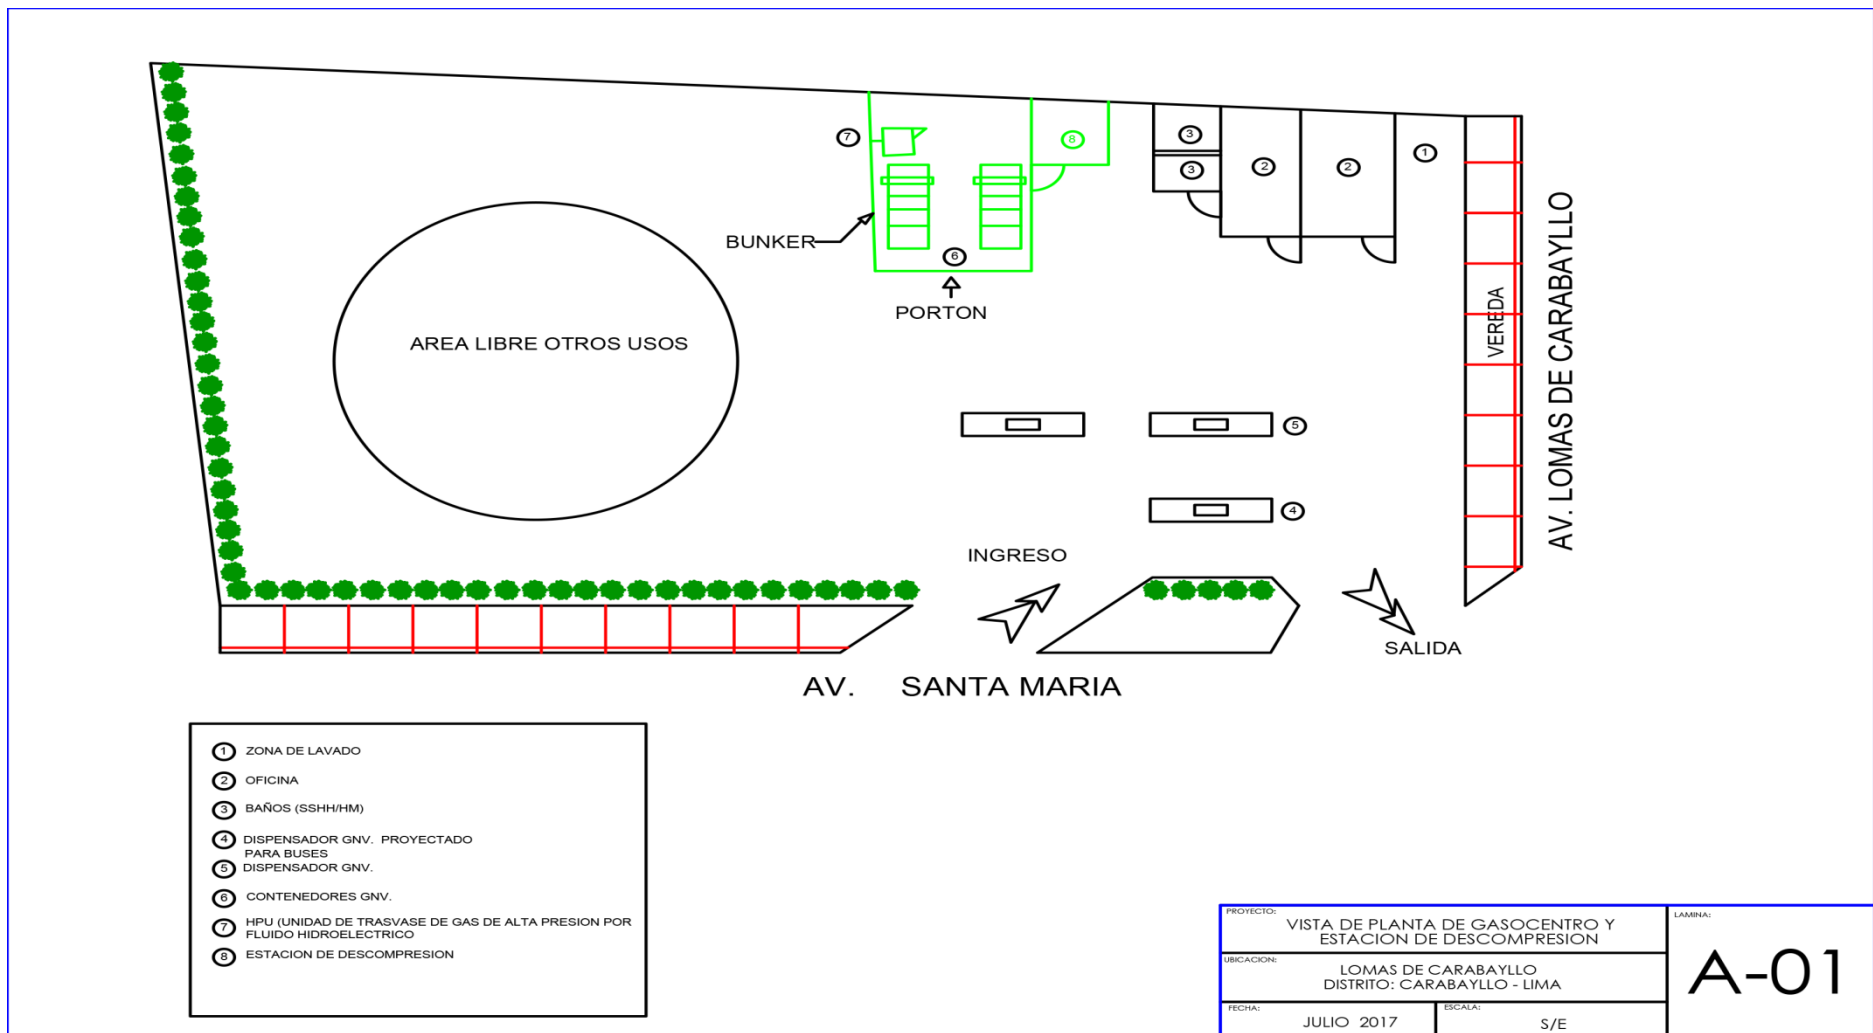 7
8
3
3
2
2
1
BUNKER
6
PORTON
VEREDA
AV. LOMAS DE CARABAYLLO
AREA LIBRE OTROS USOS
5
4
INGRESO
SALIDA
AV. SANTA MARIA
1 ZONA DE LAVADO
2 OFICINA
3 BAÑOS (SSHH/HM)
4 DISPENSADOR GNV. PROYECTADO
PARA BUSES
5 DISPENSADOR GNV.
6 CONTENEDORES GNV.
7 HPU (UNIDAD DE TRASVASE DE GAS DE ALTA PRESION POR
FLUIDO HIDROELECTRICO
8 ESTACION DE DESCOMPRESION
PROYECTO:
VISTA DE PLANTA DE GASOCENTRO Y
ESTACION DE DESCOMPRESION
UBICACION:
LOMAS DE CARABAYLLO
DISTRITO: CARABAYLLO - LIMA
FECHA:
JULIO 2017
ESCALA:
S/E
LAMINA:
A-01